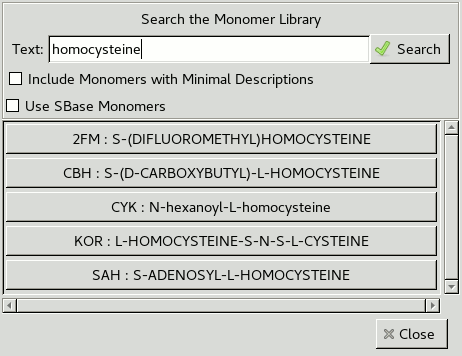 Search the Monomer Library
Text: homocysteine Search
Include Monomers with Minimal Descriptions
Use SBase Monomers
2FM : S-(DIFLUOROMETHYL)HOMOCYSTEINE
CBH : S-(D-CARBOXYBUTYL)-L-HOMOCYSTEINE
CYK : N-hexanoyl-L-homocysteine
KOR : L-HOMOCYSTEINE-S-N-S-L-CYSTEINE
SAH : S-ADENOSYL-L-HOMOCYSTEINE
Close